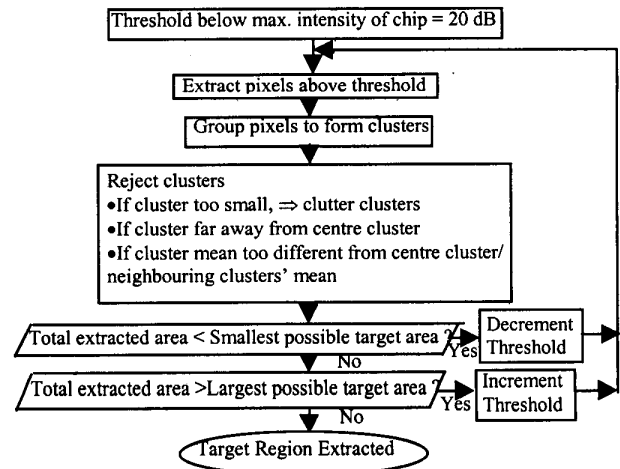 Threshold below max. intensity of chip = 20 dB
Extract pixels above threshold
Group pixels to form clusters
Reject clusters
•If cluster too small, ⇒ clutter clusters
•If cluster far away from centre cluster
•If cluster mean too different from centre cluster/
neighbouring clusters' mean
Total extracted area < Smallest possible target area ?
Yes
Decrement
Threshold
No
Total extracted area >Largest possible target area ?
Yes
Increment
Threshold
No
Target Region Extracted